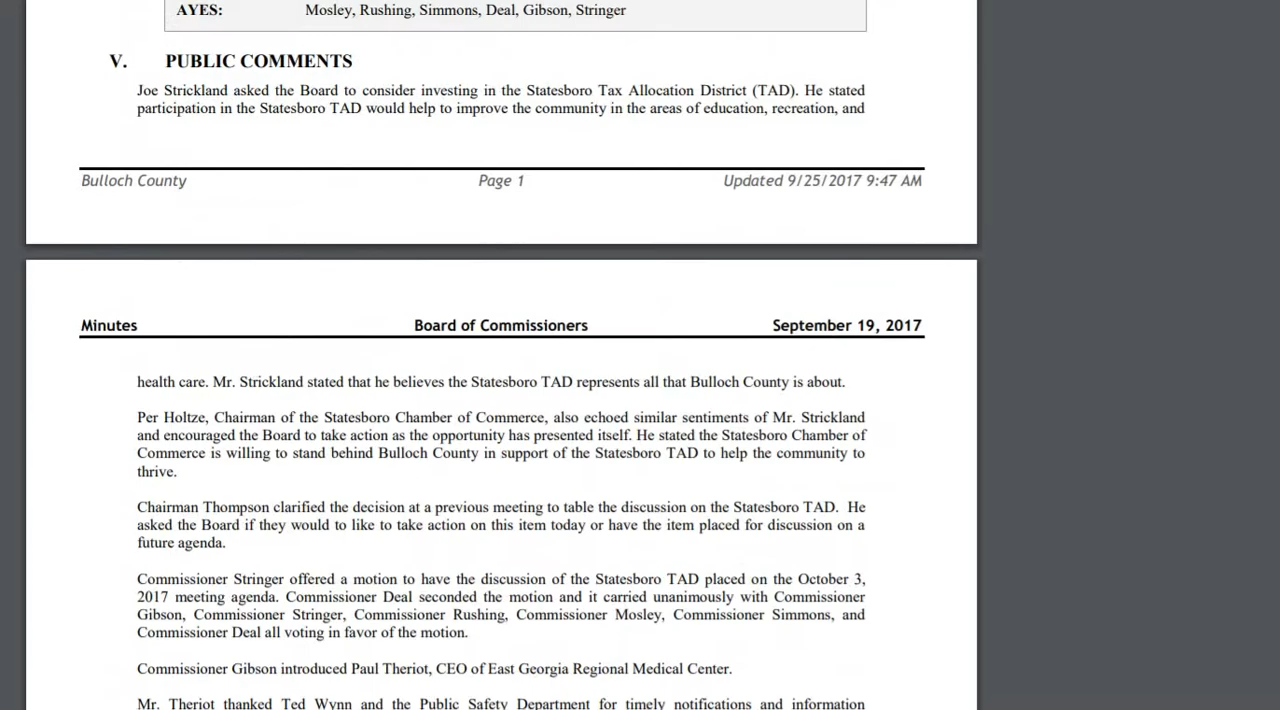 AYES: Mosley, Rushing, Simmons, Deal, Gibson, Stringer
V. PUBLIC COMMENTS
Joe Strickland asked the Board to consider investing in the Statesboro Tax Allocation District (TAD). He stated
participation in the Statesboro TAD would help to improve the community in the areas of education, recreation, and
Bulloch County Page 1 Updated 9/25/2017 9:47 AM
Minutes Board of Commissioners September 19, 2017
health care. Mr. Strickland stated that he believes the Statesboro TAD represents all that Bulloch County is about.
Per Holtze, Chairman of the Statesboro Chamber of Commerce, also echoed similar sentiments of Mr. Strickland
and encouraged the Board to take action as the opportunity has presented itself. He stated the Statesboro Chamber of
Commerce is willing to stand behind Bulloch County in support of the Statesboro TAD to help the community to
thrive.
Chairman Thompson clarified the decision at a previous meeting to table the discussion on the Statesboro TAD. He
asked the Board if they would to like to take action on this item today or have the item placed for discussion on a
future agenda.
Commissioner Stringer offered a motion to have the discussion of the Statesboro TAD placed on the October 3,
2017 meeting agenda. Commissioner Deal seconded the motion and it carried unanimously with Commissioner
Gibson, Commissioner Stringer, Commissioner Rushing, Commissioner Mosley, Commissioner Simmons, and
Commissioner Deal all voting in favor of the motion.
Commissioner Gibson introduced Paul Theriot, CEO of East Georgia Regional Medical Center.
Mr. Theriot thanked Ted Wynn and the Public Safety Department for timely notifications and information